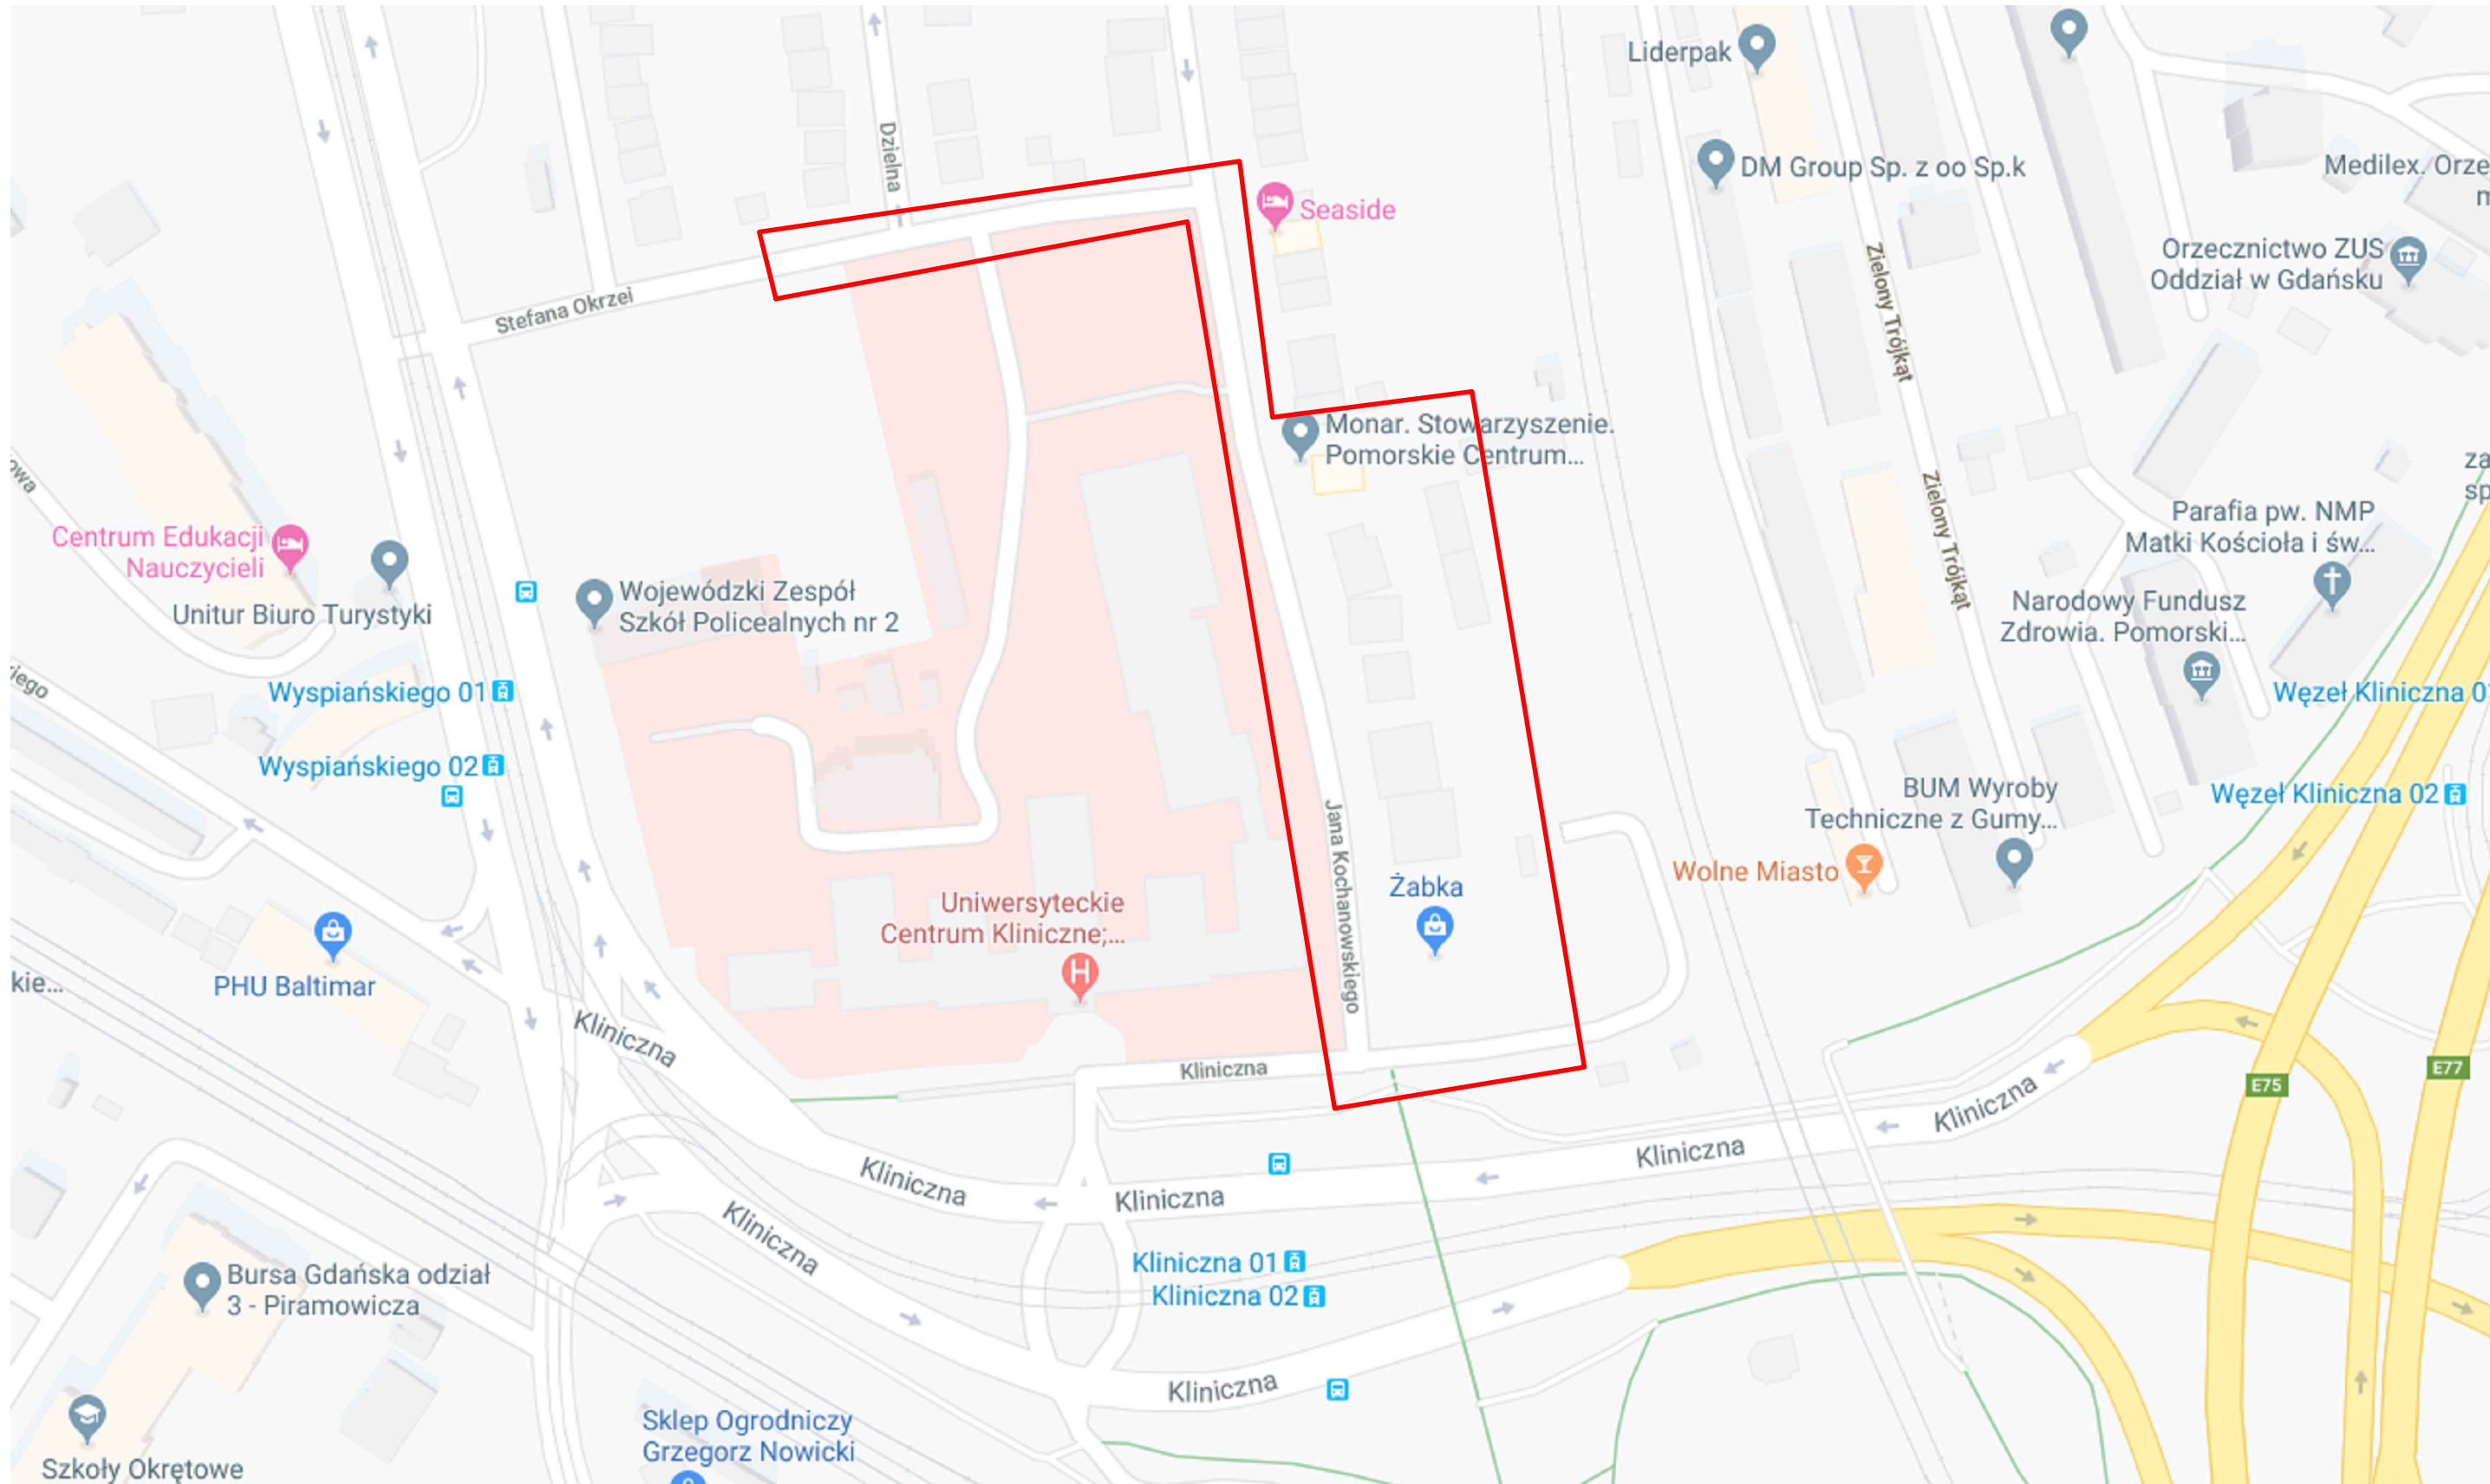 Liderpak
DM Group Sp. z oo Sp.k
Medilex. Orze
Dzielna
Seaside
Orzecznictwo ZUS
Oddział w Gdańsku
Zielony Trójkąt
Stefana Okrzei
Monar. Stowarzyszenie.
Pomorskie Centrum...
za
sp
owa
Zielony Trójkąt
Parafia pw. NMP
Matki Kościoła i św...
Centrum Edukacji
Nauczycieli
Unitur Biuro Turystyki
Wojewódzki Zespół
Szkół Policealnych nr 2
Narodowy Fundusz
Zdrowia. Pomorski...
iego
Wyspiańskiego 01
Węzeł Kliniczna 01
Wyspiańskiego 02
Węzeł Kliniczna 02
BUM Wyroby
Techniczne z Gumy...
Jana Kochanowskiego
Wolne Miasto
Żabka
Uniwersyteckie
Centrum Kliniczne;...
H
kie...
PHU Baltimar
Kliniczna
Kliniczna
E75
E77
Kliniczna
Kliniczna
Kliniczna
Kliniczna
Kliniczna
Kliniczna 01
Kliniczna 02
Bursa Gdańska odział
3 - Piramowicza
Kliniczna
Sklep Ogrodniczy
Grzegorz Nowicki
Szkoły Okrętowe